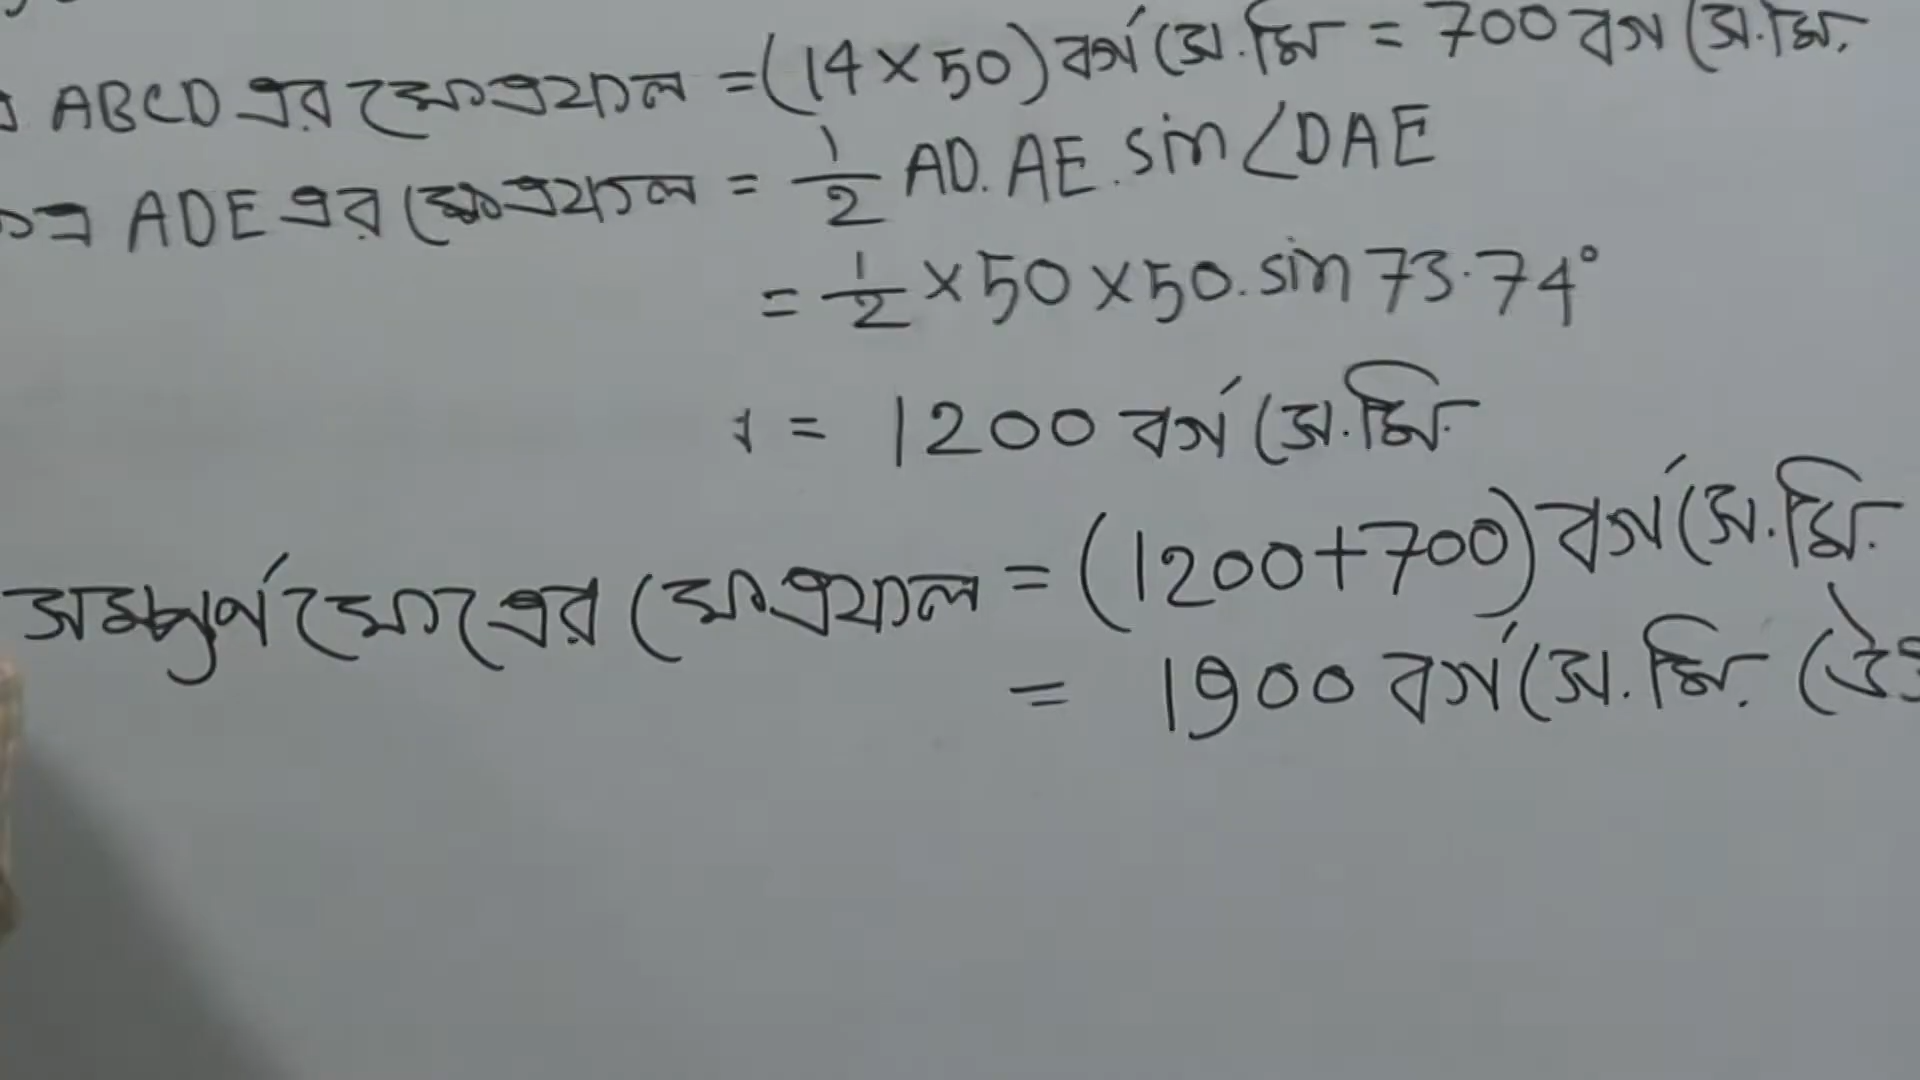 ABCD এর ক্ষেত্রফল = (14 × 50) বর্গ সে.মি = 700 বর্গ সে.মি.
ADE এর ক্ষেত্রফল = 1/2 AD. AE. sin ∠DAE
= 1/2 × 50 × 50. sin 73.74°
= 1200 বর্গ সে.মি.
সম্পূর্ণ ক্ষেত্রের ক্ষেত্রফল = (1200+700) বর্গ সে.মি.
= 1900 বর্গ সে.মি.